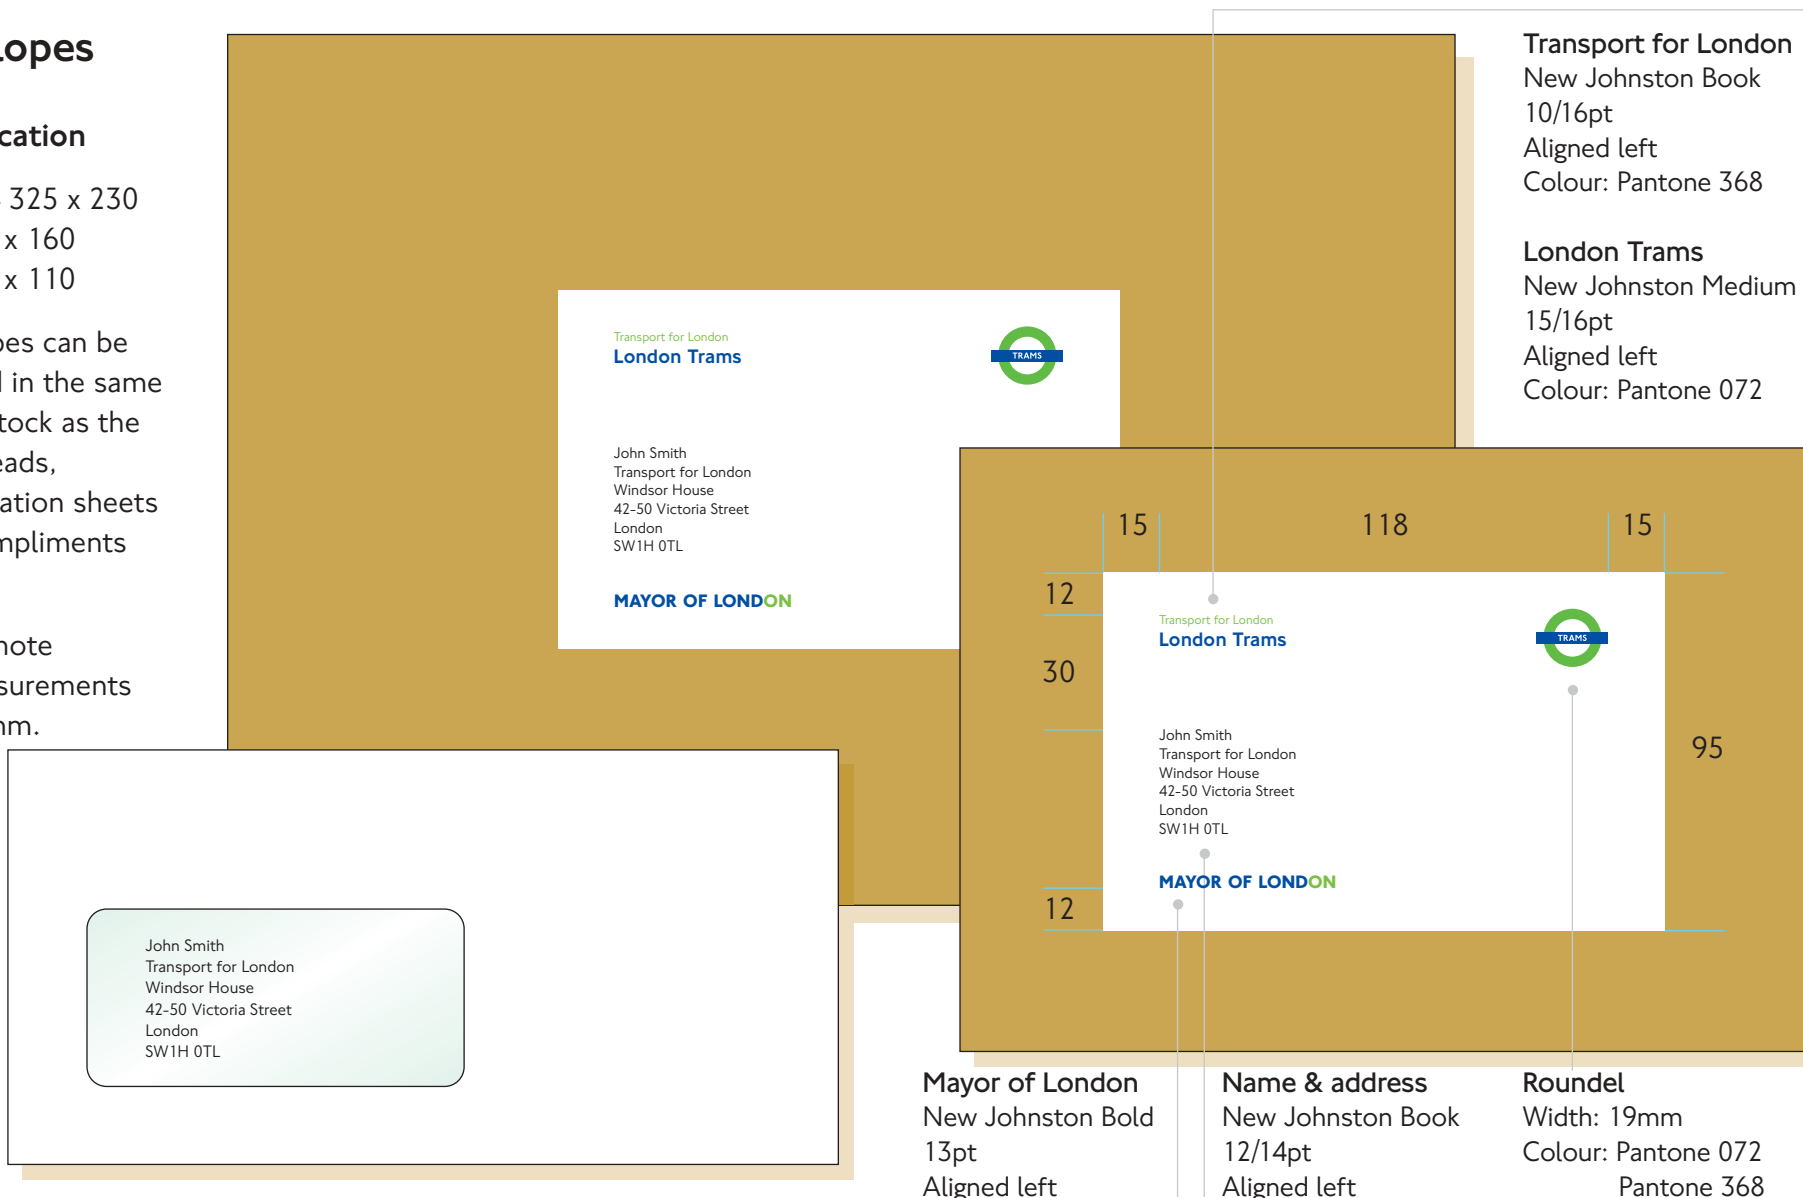 lopes
cation
325 x 230
x 160
x 110
pes can be
l in the same
tock as the
eads,
ation sheets
mpliments
note
surements
nm.
Transport for London
London Trams
TRAMS
John Smith
Transport for London
Windsor House
42-50 Victoria Street
London
SW1H 0TL
MAYOR OF LONDON
John Smith
Transport for London
Windsor House
42-50 Victoria Street
London
SW1H 0TL
Transport for London
New Johnston Book
10/16pt
Aligned left
Colour: Pantone 368
London Trams
New Johnston Medium
15/16pt
Aligned left
Colour: Pantone 072
15 118 15
12
30
12
95
Transport for London
London Trams
TRAMS
John Smith
Transport for London
Windsor House
42-50 Victoria Street
London
SW1H 0TL
MAYOR OF LONDON
Mayor of London
New Johnston Bold
13pt
Aligned left
Name & address
New Johnston Book
12/14pt
Aligned left
Roundel
Width: 19mm
Colour: Pantone 072
Pantone 368